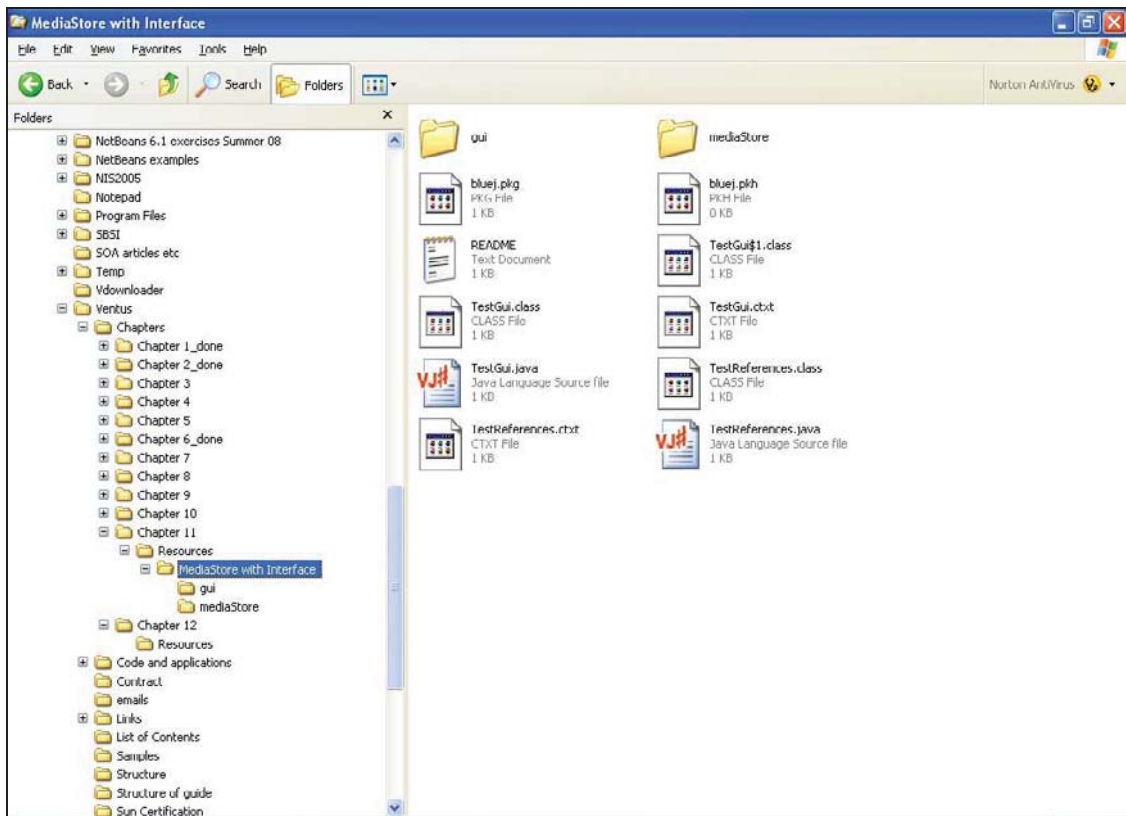 MediaStore with Interface
File Edit View Favorites Tools Help
Back Search Folders Norton AntiVirus
Folders
NetBeans 6.1 exercises Summer 08
NetBeans examples
NIS2005
Notepad
Program Files
SBSI
SOA articles etc
Temp
Vdownloader
Ventus
Chapters
Chapter 1_done
Chapter 2_done
Chapter 3
Chapter 4
Chapter 5
Chapter 6_done
Chapter 7
Chapter 8
Chapter 9
Chapter 10
Chapter 11
Resources
MediaStore with Interface
gui
mediaStore
Chapter 12
Resources
Code and applications
Contract
emails
Links
List of Contents
Samples
Structure
Structure of guide
Sun Certification
gui
mediaStore
bluej.pkg
PKG File
1 KB
bluej.pkh
PKH File
0 KB
README
Text Document
1 KB
TestGui$1.class
CLASS File
1 KB
TestGui.class
CLASS File
1 KB
TestGui.ctxt
CTXT File
1 KB
TestGui.java
Java Language Source file
1 KB
TestReferences.class
CLASS File
1 KB
TestReferences.ctxt
CTXT File
1 KB
TestReferences.java
Java Language Source file
1 KB